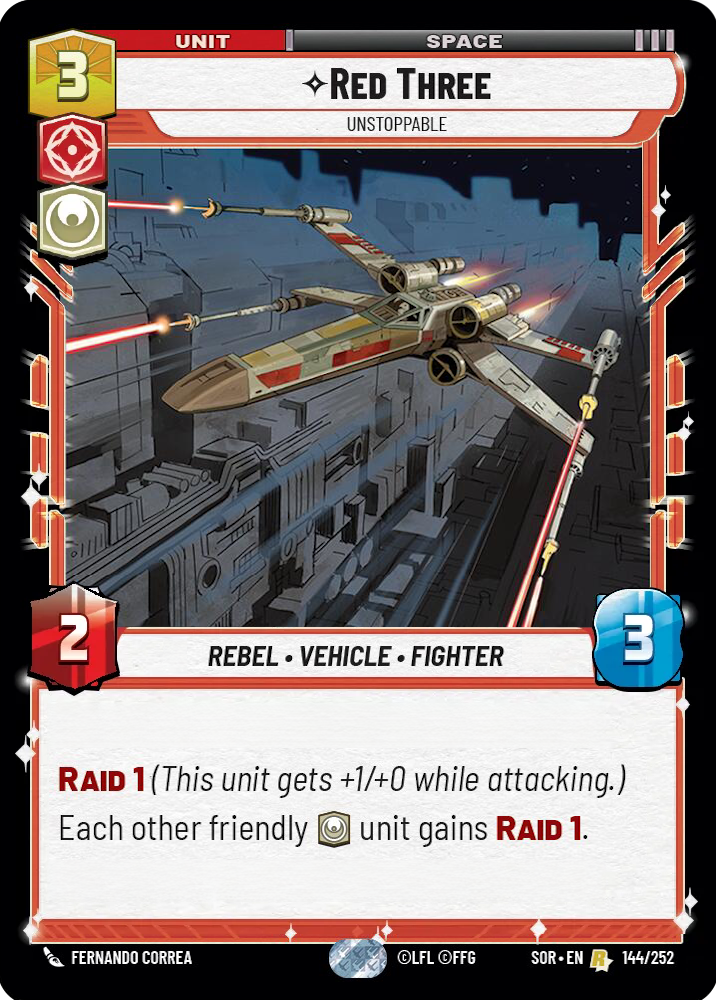 UNIT
SPACE
3
RED THREE
UNSTOPPABLE
2
REBEL • VEHICLE • FIGHTER
3
RAID 1 (This unit gets +1/+0 while attacking.)
Each other friendly unit gains RAID 1.
FERNANDO CORREA
©LFL ©FFG
SOR • EN R 144/252